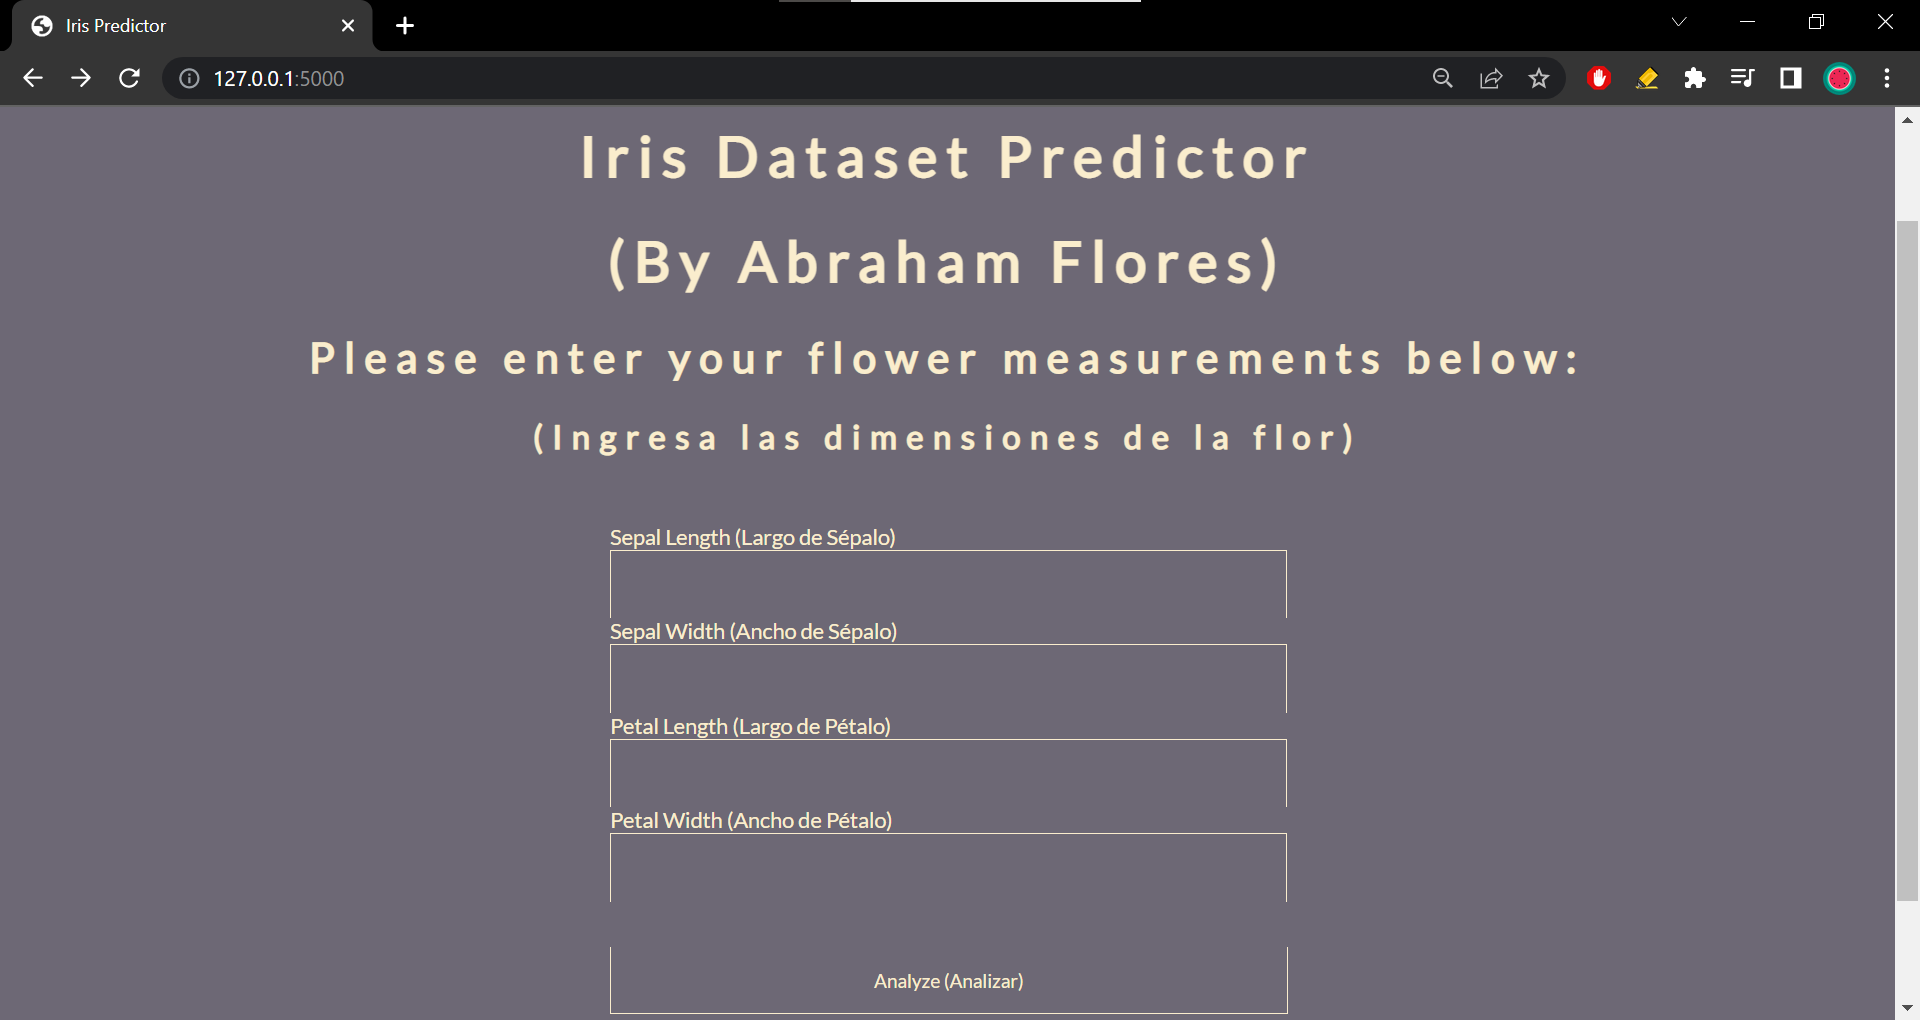 Iris Predictor
127.0.0.1:5000
Iris Dataset Predictor
(By Abraham Flores)
Please enter your flower measurements below:
(Ingresa las dimensiones de la flor)
Sepal Length (Largo de Sépalo)
Sepal Width (Ancho de Sépalo)
Petal Length (Largo de Pétalo)
Petal Width (Ancho de Pétalo)
Analyze (Analizar)